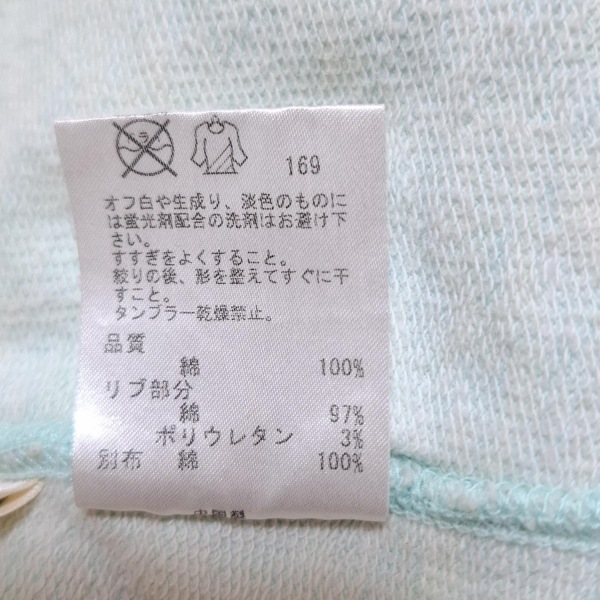 169
オフ白や生成り、淡色のものに
は蛍光剤配合の洗剤はお避け下
さい。
すすぎをよくすること。
絞りの後、形を整えてすぐに干
すこと。
タンブラー乾燥禁止。
品質
綿 100%
リブ部分
綿 97%
ポリウレタン 3%
別布 綿 100%